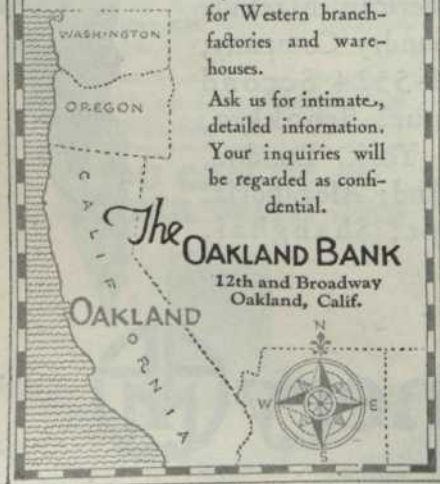 for Western branch-
factories and ware-
houses.
Ask us for intimate,
detailed information.
Your inquiries will
be regarded as confi-
dential.
The OAKLAND BANK
12th and Broadway
Oakland, Calif.
WASHINGTON
OREGON
CALIFORNIA
OAKLAND
N
W E
S